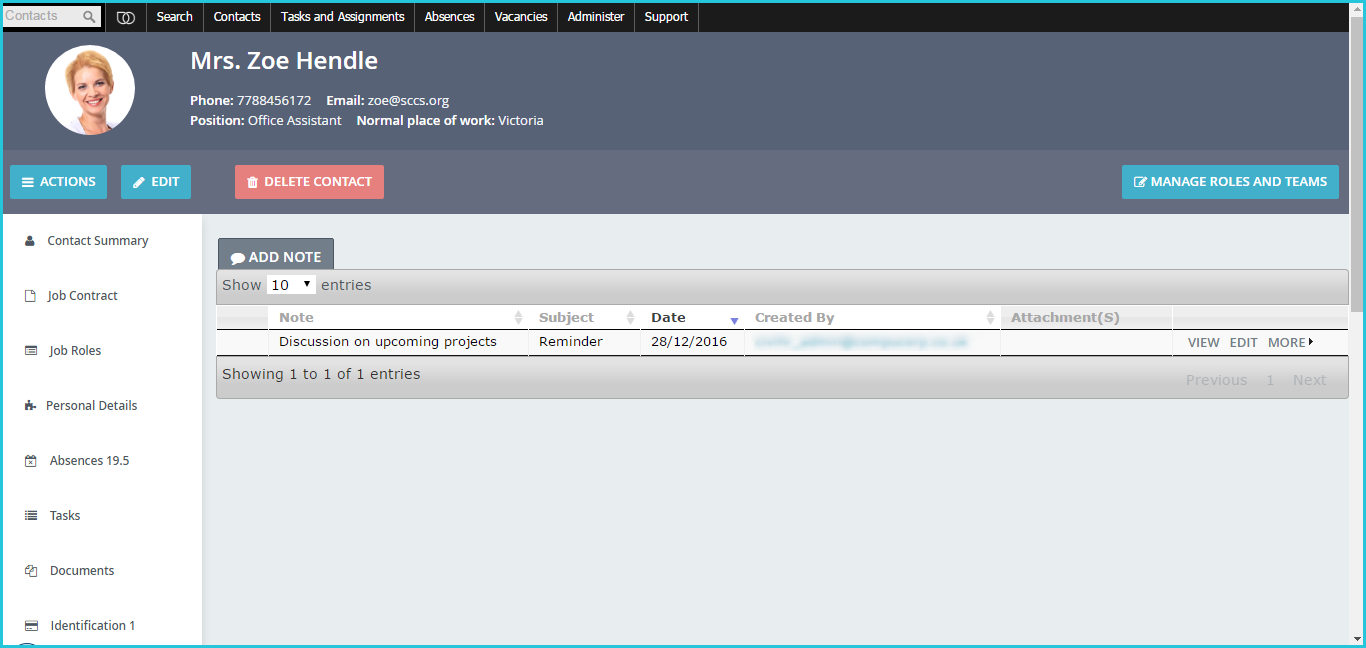 Contacts Search Contacts Tasks and Assignments Absences Vacancies Administer Support
Mrs. Zoe Hendle
Phone: 7788456172 Email: zoe@sccs.org
Position: Office Assistant Normal place of work: Victoria
ACTIONS EDIT DELETE CONTACT MANAGE ROLES AND TEAMS
Contact Summary
Job Contract
Job Roles
Personal Details
Absences 19.5
Tasks
Documents
Identification 1
ADD NOTE
Show 10 entries
Note Subject Date Created By Attachment(S)
Discussion on upcoming projects Reminder 28/12/2016 VIEW EDIT MORE
Showing 1 to 1 of 1 entries
Previous 1 Next